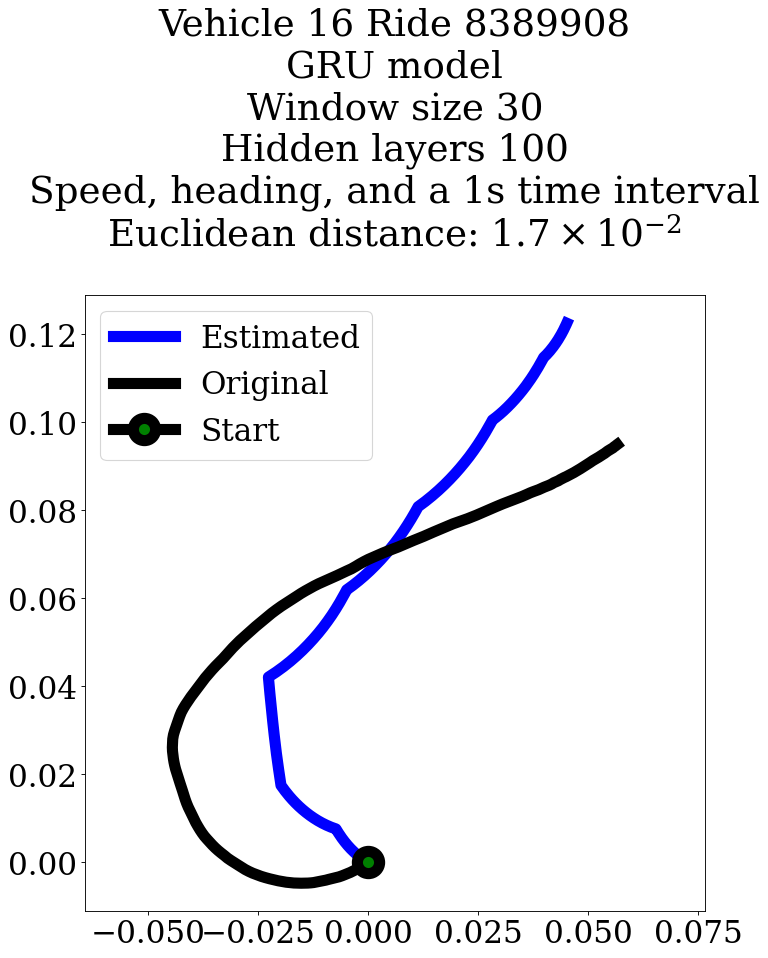 Vehicle 16 Ride 8389908
GRU model
Window size 30
Hidden layers 100
Speed, heading, and a 1s time interval
Euclidean distance: 1.7 × 10⁻²
Estimated
Original
Start
0.12
0.10
0.08
0.06
0.04
0.02
0.00
−0.050 −0.025 0.000 0.025 0.050 0.075